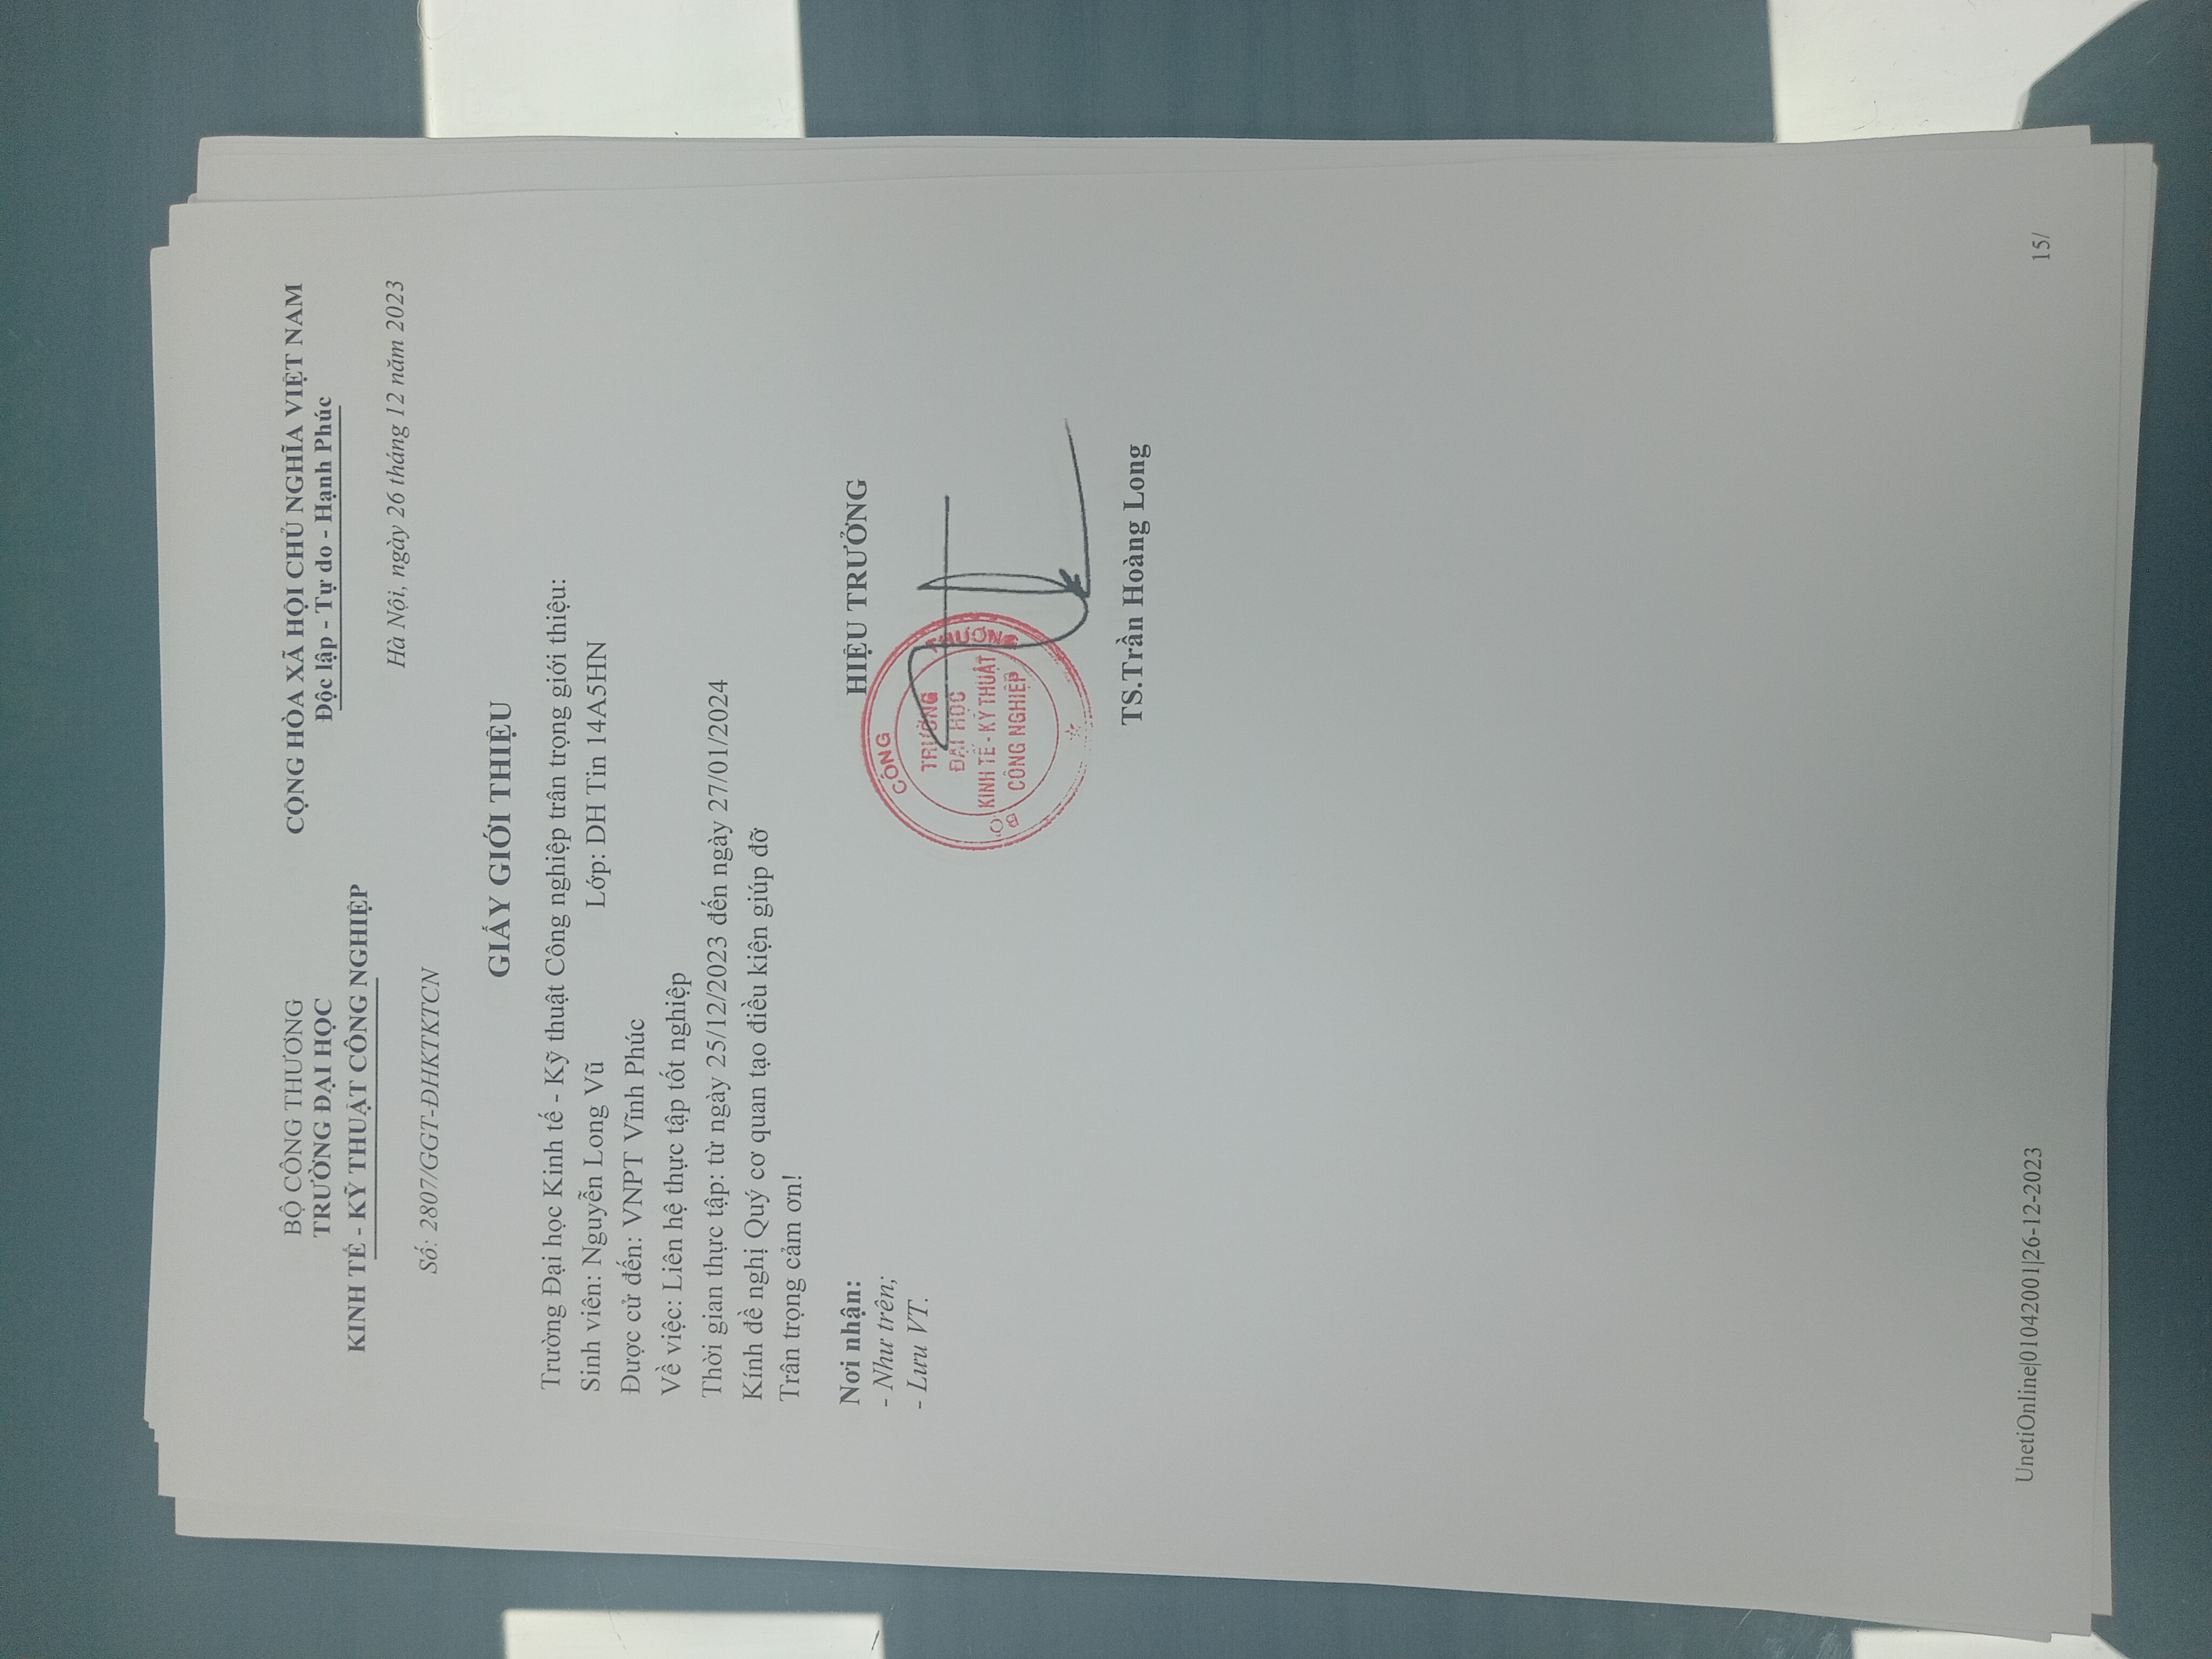 BỘ CÔNG THƯƠNG
TRƯỜNG ĐẠI HỌC
KINH TẾ - KỸ THUẬT CÔNG NGHIỆP
Số: 2807/GGT-ĐHKTKTCN
CỘNG HÒA XÃ HỘI CHỦ NGHĨA VIỆT NAM
Độc lập - Tự do - Hạnh Phúc
Hà Nội, ngày 26 tháng 12 năm 2023
GIẤY GIỚI THIỆU
Trường Đại học Kinh tế - Kỹ thuật Công nghiệp trân trọng giới thiệu:
Sinh viên: Nguyễn Long Vũ Lớp: DH Tin 14A5HN
Được cử đến: VNPT Vĩnh Phúc
Về việc: Liên hệ thực tập tốt nghiệp
Thời gian thực tập: từ ngày 25/12/2023 đến ngày 27/01/2024
Kính đề nghị Quý cơ quan tạo điều kiện giúp đỡ
Trân trọng cảm ơn!
Nơi nhận:
- Như trên;
- Lưu VT.
HIỆU TRƯỞNG
BỘ CÔNG THƯƠNG
TRƯỜNG
ĐẠI HỌC
KINH TẾ - KỸ THUẬT
CÔNG NGHIỆP
TS.Trần Hoàng Long
UnetiOnline|01042001|26-12-2023
15/